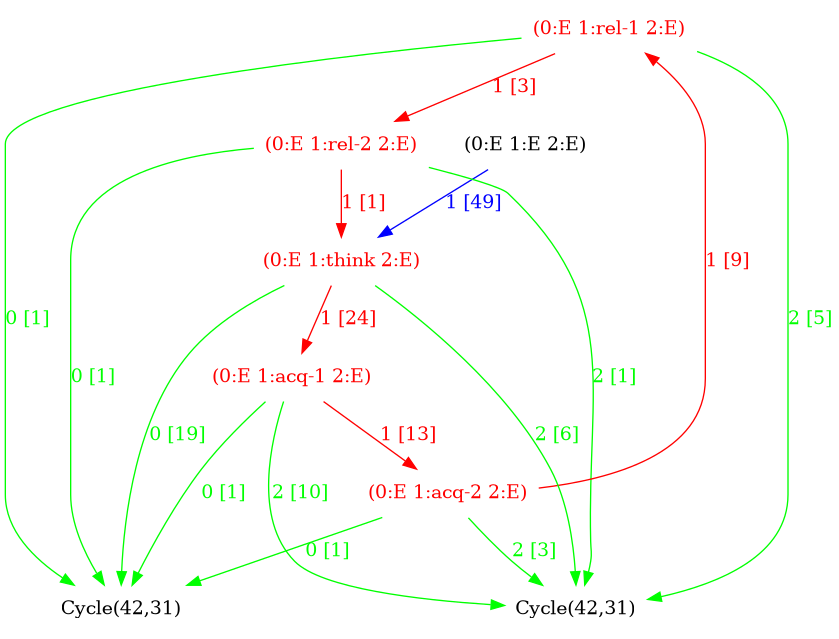 (0:E 1:rel-1 2:E)
1 [3]
(0:E 1:rel-2 2:E)
(0:E 1:E 2:E)
1 [1]
1 [49]
(0:E 1:think 2:E)
1 [9]
0 [1]
1 [24]
2 [5]
(0:E 1:acq-1 2:E)
0 [1]
2 [1]
0 [19]
1 [13]
2 [6]
0 [1]
2 [10]
(0:E 1:acq-2 2:E)
0 [1]
2 [3]
Cycle(42,31)
Cycle(42,31)